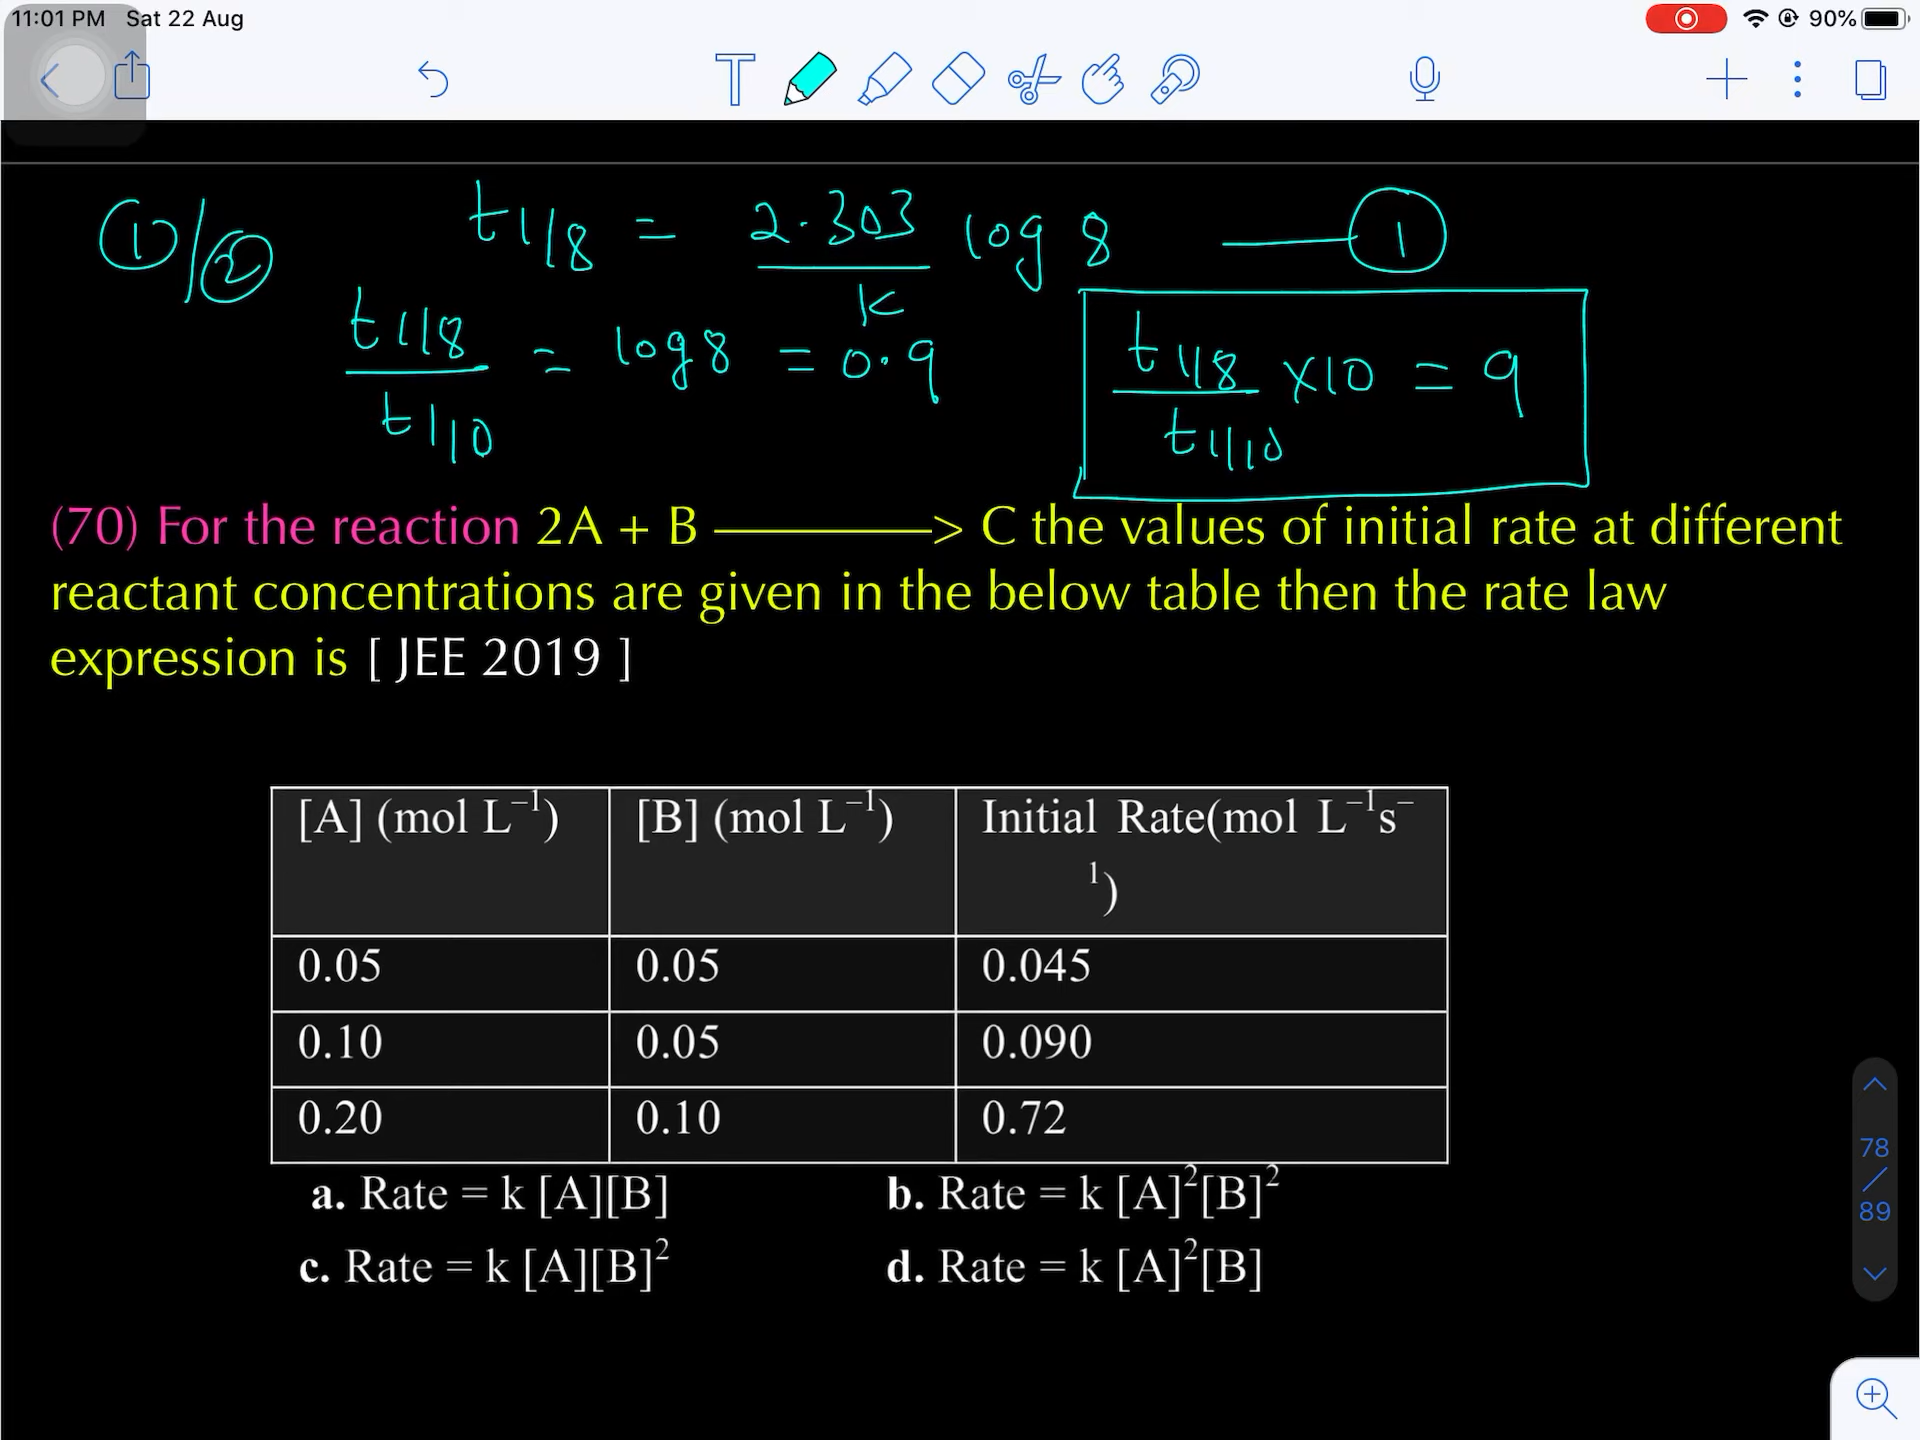 11:01 PM Sat 22 Aug
90%
T
①/② t1/8 = 2.303/k log 8 —— ①
t1/8 / t1/10 = log 8 = 0.9
t1/8 / t1/10 ×10 = 9
(70) For the reaction 2A + B ————> C the values of initial rate at different
reactant concentrations are given in the below table then the rate law
expression is [ JEE 2019 ]
[A] (mol L⁻¹) [B] (mol L⁻¹) Initial Rate(mol L⁻¹s⁻
¹)
0.05 0.05 0.045
0.10 0.05 0.090
0.20 0.10 0.72
a. Rate = k [A][B] b. Rate = k [A]²[B]²
c. Rate = k [A][B]² d. Rate = k [A]²[B]
78
/
89